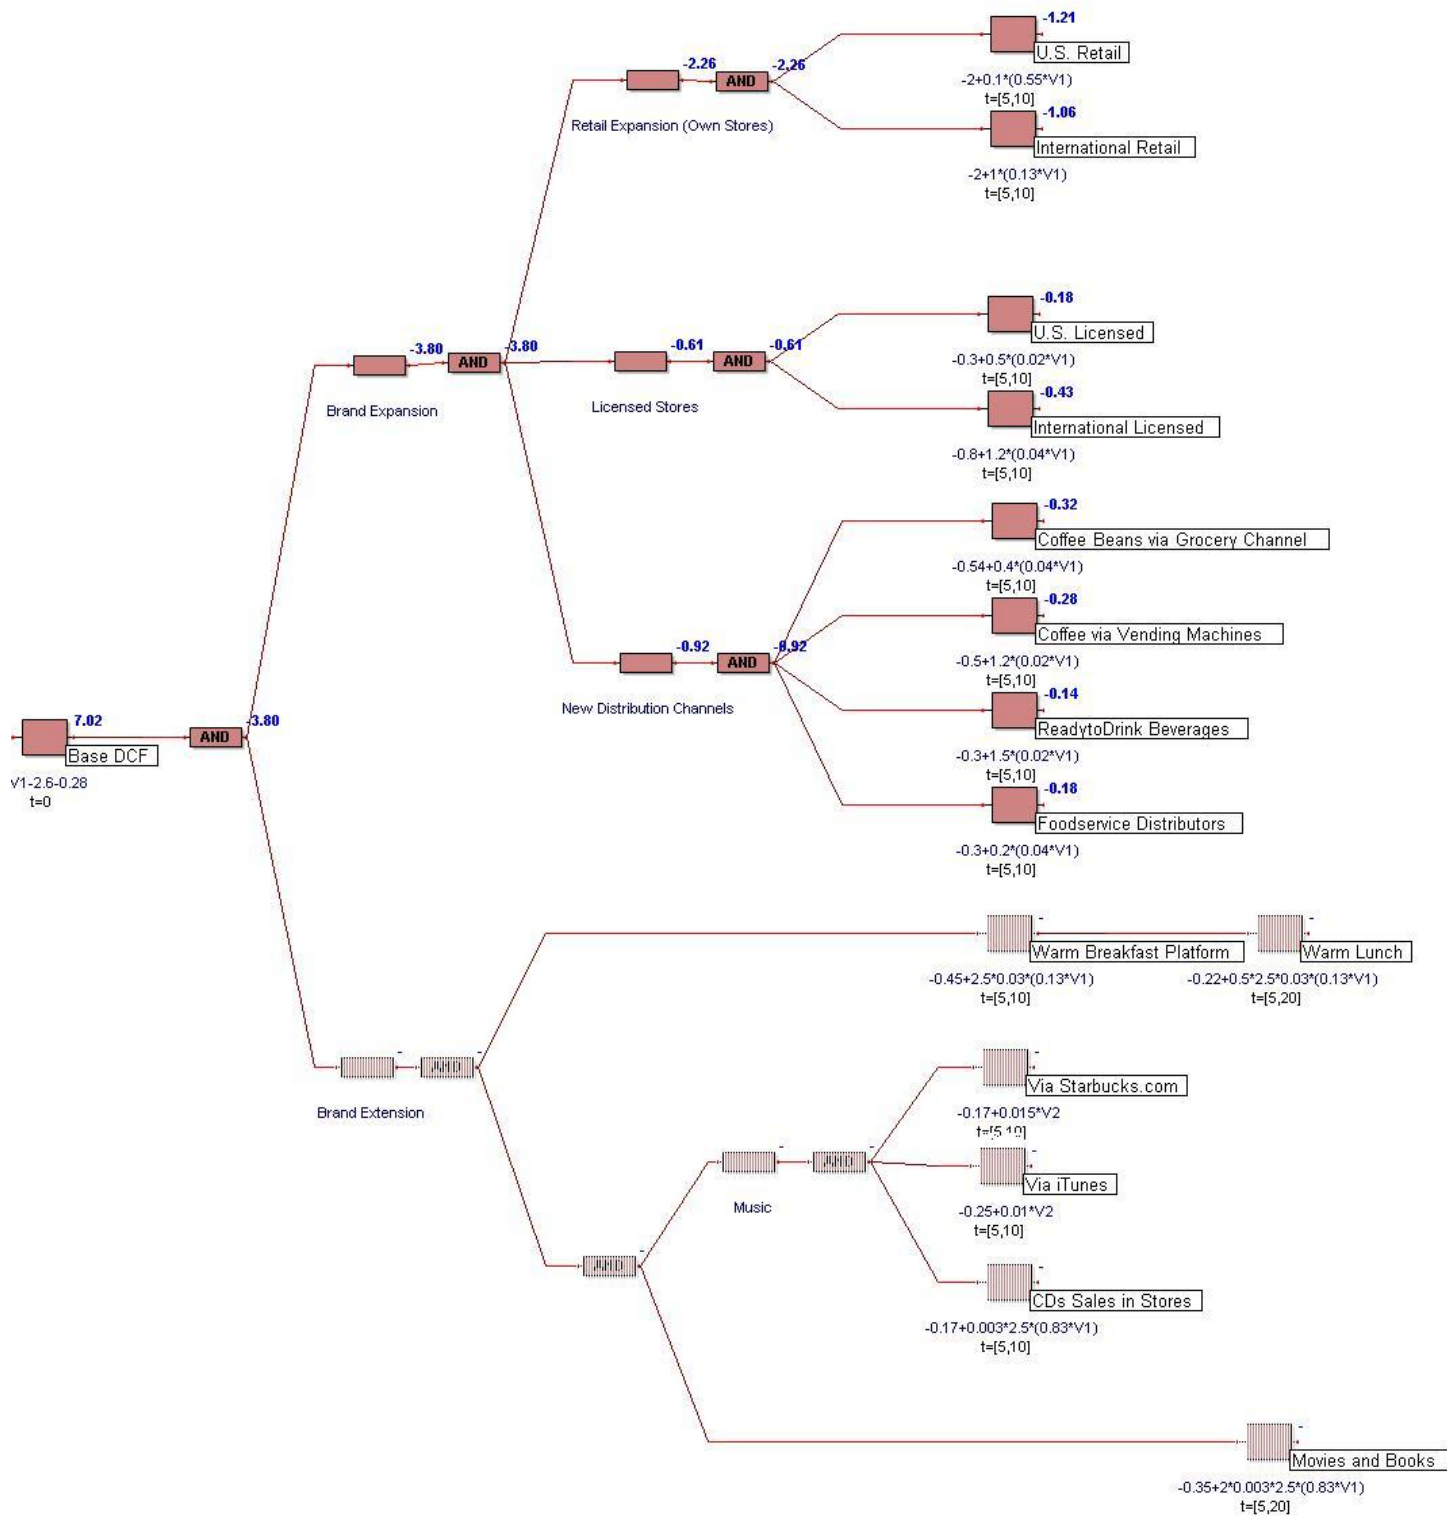 -1.21
U.S. Retail
-2+0.1*(0.55*V1)
t=[5,10]
-2.26
AND
-2.26
Retail Expansion (Own Stores)
-1.06
International Retail
-2+1*(0.13*V1)
t=[5,10]
-0.18
U.S. Licensed
-0.3+0.5*(0.02*V1)
t=[5,10]
-3.80
AND
-3.80
Brand Expansion
-0.61
AND
-0.61
Licensed Stores
-0.43
International Licensed
-0.8+1.2*(0.04*V1)
t=[5,10]
-0.32
Coffee Beans via Grocery Channel
-0.54+0.4*(0.04*V1)
t=[5,10]
-0.28
Coffee via Vending Machines
-0.5+1.2*(0.02*V1)
t=[5,10]
-0.92
AND
-0.92
New Distribution Channels
-0.14
ReadytoDrink Beverages
-0.3+1.5*(0.02*V1)
t=[5,10]
7.02
Base DCF
V1-2.6-0.28
t=0
AND
-3.80
-0.18
Foodservice Distributors
-0.3+0.2*(0.04*V1)
t=[5,10]
-
Warm Breakfast Platform
-0.45+2.5*0.03*(0.13*V1)
t=[5,10]
-
Warm Lunch
-0.22+0.5*2.5*0.03*(0.13*V1)
t=[5,20]
-
AND
-
Brand Extension
-
Via Starbucks.com
-0.17+0.015*V2
t=[5,10]
-
AND
-
Music
-
Via iTunes
-0.25+0.01*V2
t=[5,10]
AND
-
-
CDs Sales in Stores
-0.17+0.003*2.5*(0.83*V1)
t=[5,10]
-
Movies and Books
-0.35+2*0.003*2.5*(0.83*V1)
t=[5,20]